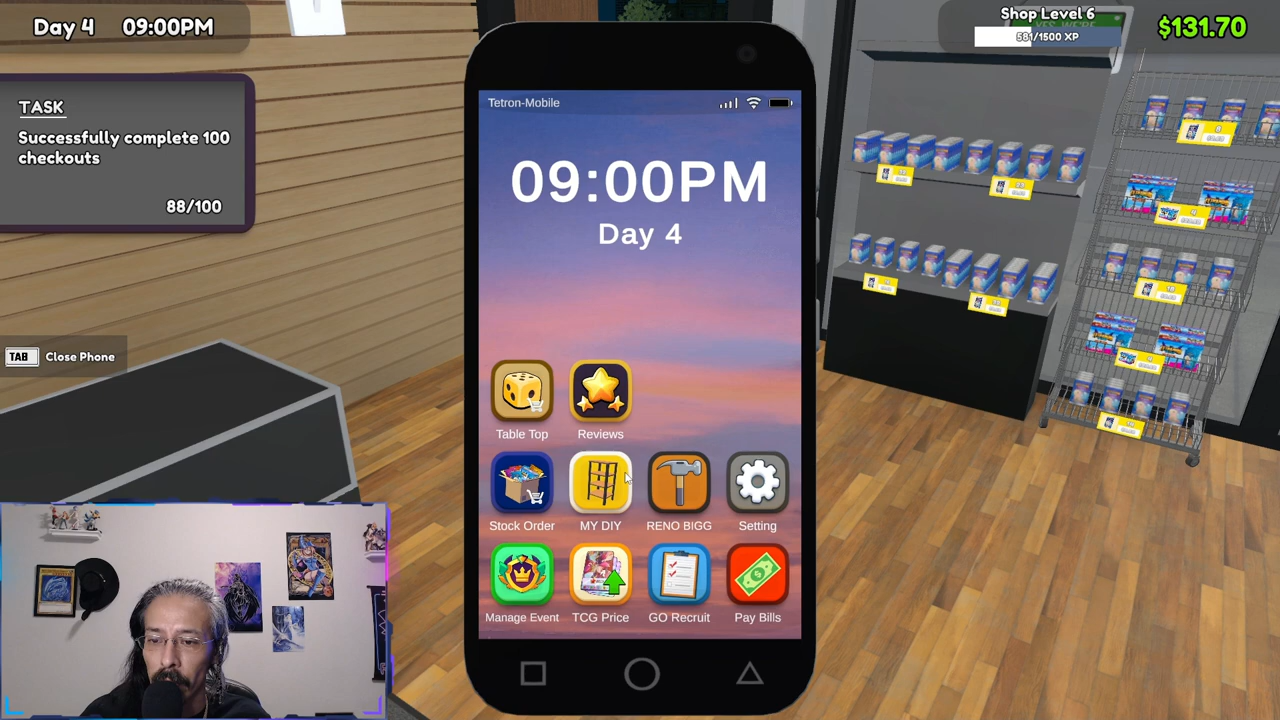 Day 4 09:00PM
Shop Level 6
581/1500 XP
$131.70
TASK
Successfully complete 100
checkouts
88/100
TAB Close Phone
Tetron-Mobile
09:00PM
Day 4
Table Top
Reviews
Stock Order
MY DIY
RENO BIGG
Setting
Manage Event
TCG Price
GO Recruit
Pay Bills